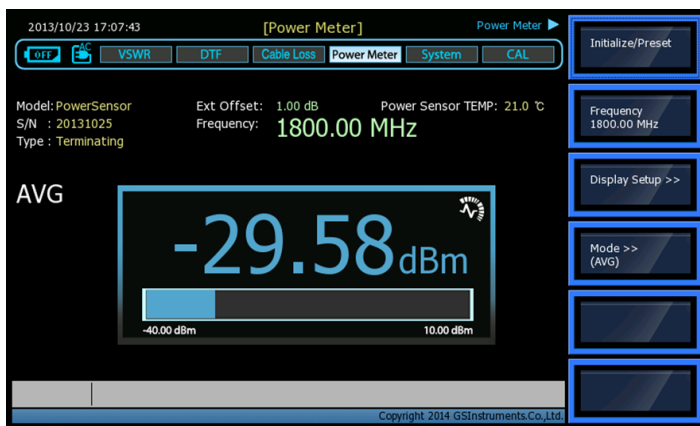 2013/10/23 17:07:43 [Power Meter] Power Meter
OFF AC VSWR DTF Cable Loss Power Meter System CAL
Model: PowerSensor Ext Offset: 1.00 dB Power Sensor TEMP: 21.0 ℃
S/N : 20131025 Frequency: 1800.00 MHz
Type : Terminating
AVG
-29.58 dBm
-40.00 dBm 10.00 dBm
Copyright 2014 GSInstruments.Co.,Ltd.
Initialize/Preset
Frequency
1800.00 MHz
Display Setup >>
Mode >>
(AVG)